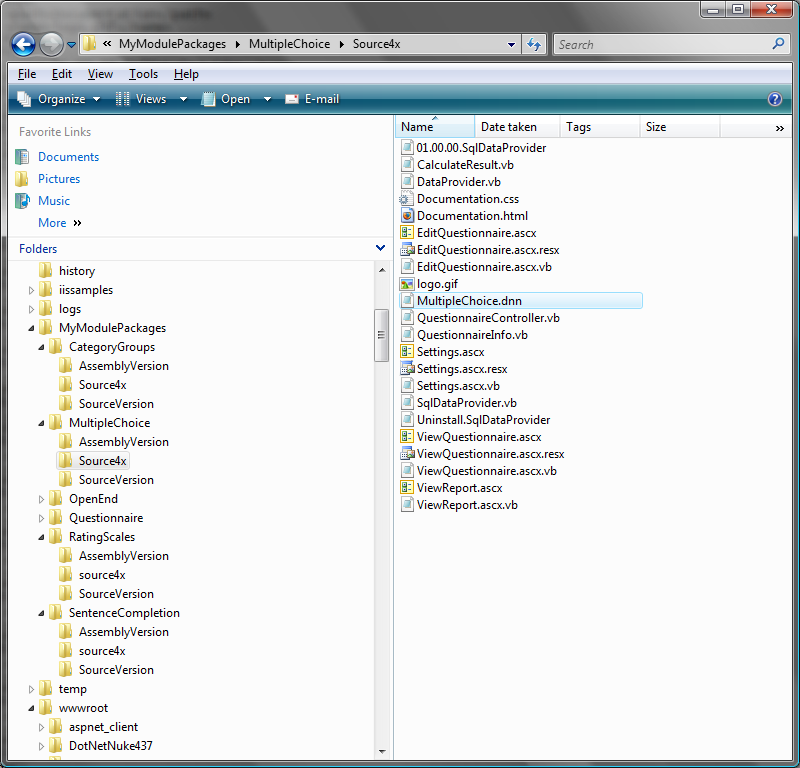 « MyModulePackages MultipleChoice Source4x Search
File Edit View Tools Help
Organize Views Open E-mail
Favorite Links
Documents
Pictures
Music
More »
Folders
history
iissamples
logs
MyModulePackages
CategoryGroups
AssemblyVersion
Source4x
SourceVersion
MultipleChoice
AssemblyVersion
Source4x
SourceVersion
OpenEnd
Questionnaire
RatingScales
AssemblyVersion
source4x
SourceVersion
SentenceCompletion
AssemblyVersion
source4x
SourceVersion
temp
wwwroot
aspnet_client
DotNetNuke437
Name Date taken Tags Size »
01.00.00.SqlDataProvider
CalculateResult.vb
DataProvider.vb
Documentation.css
Documentation.html
EditQuestionnaire.ascx
EditQuestionnaire.ascx.resx
EditQuestionnaire.ascx.vb
logo.gif
MultipleChoice.dnn
QuestionnaireController.vb
QuestionnaireInfo.vb
Settings.ascx
Settings.ascx.resx
Settings.ascx.vb
SqlDataProvider.vb
Uninstall.SqlDataProvider
ViewQuestionnaire.ascx
ViewQuestionnaire.ascx.resx
ViewQuestionnaire.ascx.vb
ViewReport.ascx
ViewReport.ascx.vb